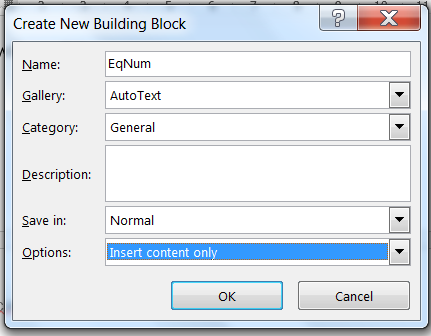 Create New Building Block
Name: EqNum
Gallery: AutoText
Category: General
Description:
Save in: Normal
Options: Insert content only
OK Cancel